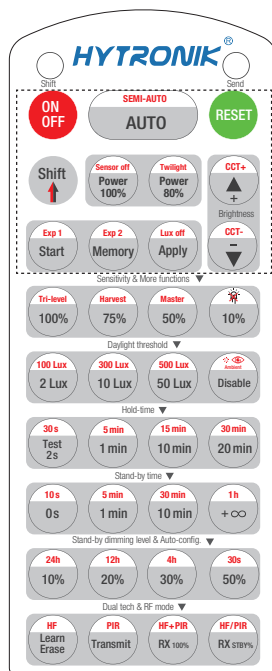 HYTRONIK®
Shift Send
SEMI-AUTO
ON OFF AUTO RESET
Shift
Sensor off Twilight CCT+
Power 100% Power 80% +
Brightness
Exp 1 Exp 2 Lux off CCT-
Start Memory Apply −
Sensitivity & More functions ▼
Tri-level Harvest Master
100% 75% 50% 10%
Daylight threshold ▼
100 Lux 300 Lux 500 Lux Ambient
2 Lux 10 Lux 50 Lux Disable
Hold-time ▼
30 s 5 min 15 min 30 min
Test 2s 1 min 10 min 20 min
Stand-by time ▼
10 s 5 min 30 min 1h
0s 1 min 10 min +∞
Stand-by dimming level & Auto-config. ▼
24h 12h 4h 30s
10% 20% 30% 50%
Dual tech & RF mode ▼
HF PIR HF+PIR HF/PIR
Learn Erase Transmit RX 100% RX STBY%